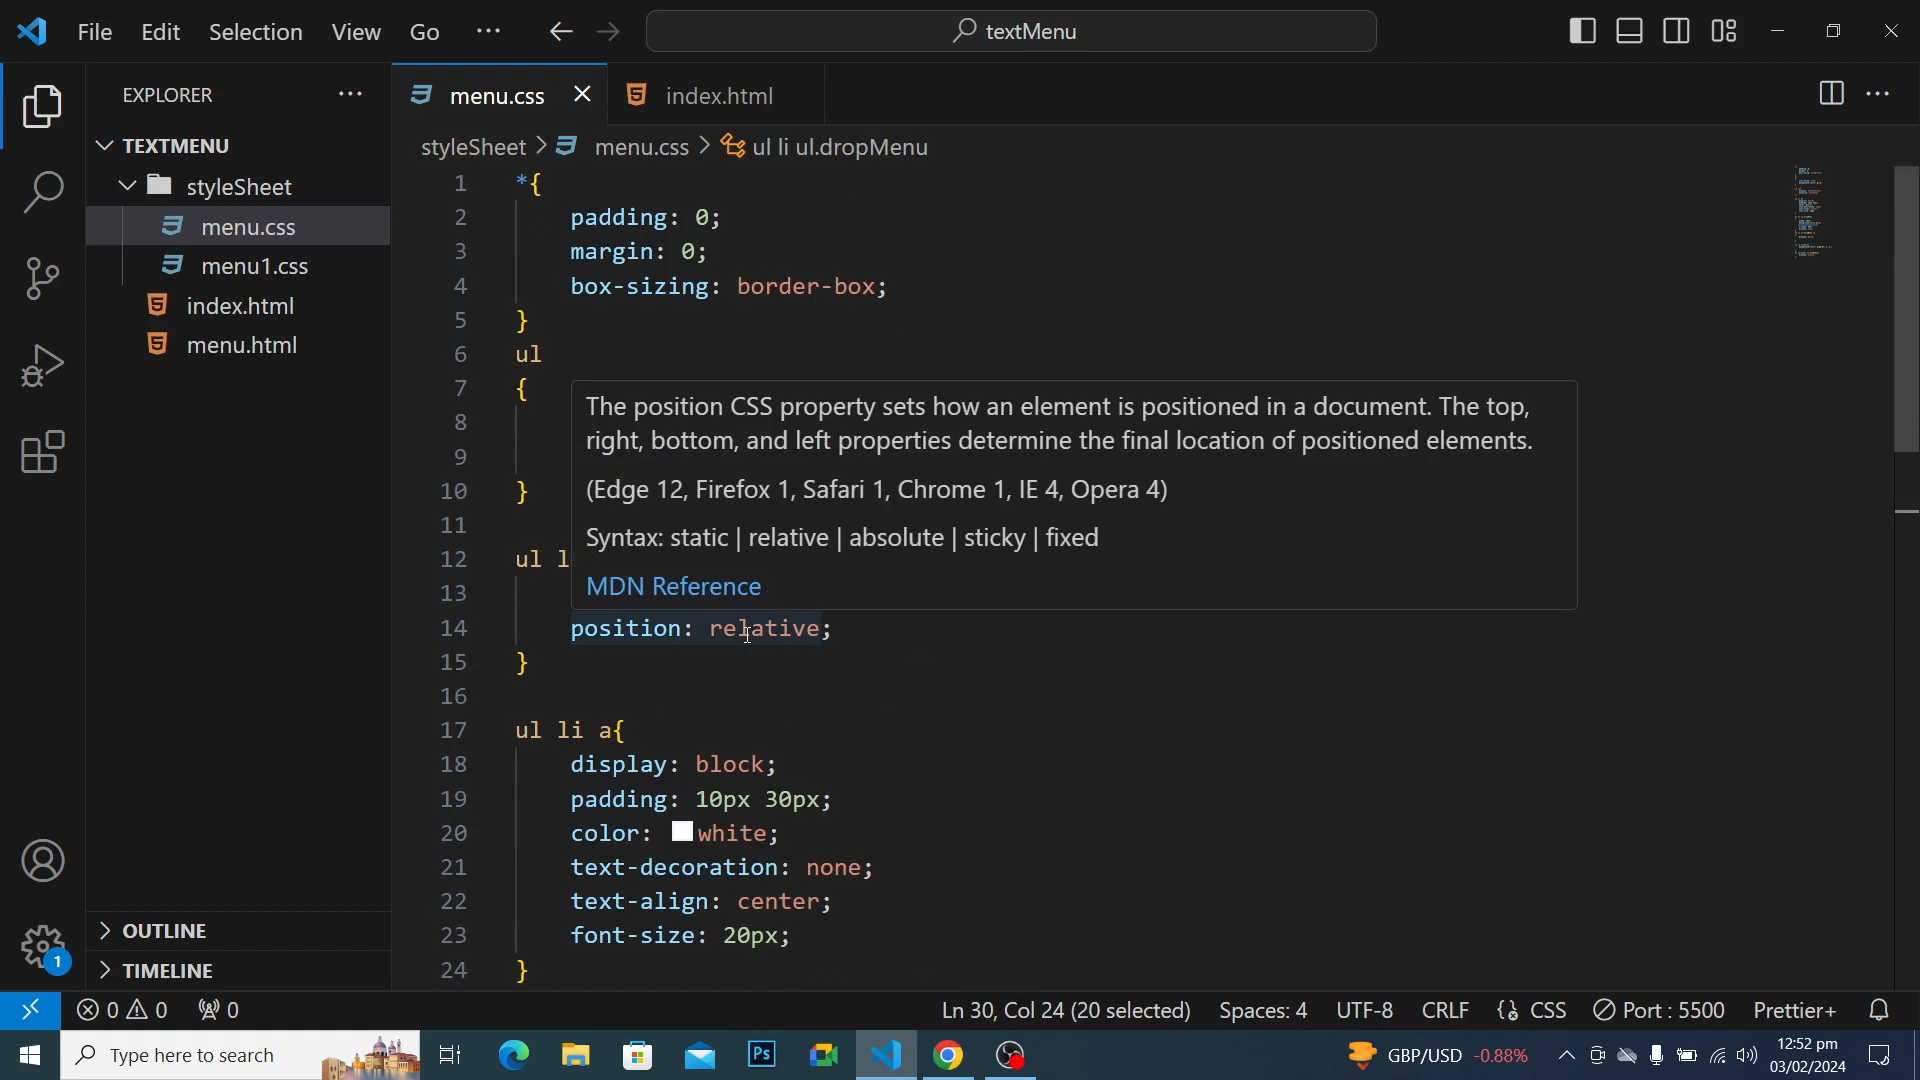 File Edit Selection View Go ··· textMenu
EXPLORER ···
menu.css index.html
TEXTMENU
styleSheet
menu.css
menu1.css
index.html
menu.html
styleSheet > menu.css > ul li ul.dropMenu
1 *{
2 padding: 0;
3 margin: 0;
4 box-sizing: border-box;
5 }
6 ul
7 {
8
9
10 }
11
12 ul l
13
14 position: relative;
15 }
16
17 ul li a{
18 display: block;
19 padding: 10px 30px;
20 color: white;
21 text-decoration: none;
22 text-align: center;
23 font-size: 20px;
24 }
The position CSS property sets how an element is positioned in a document. The top,
right, bottom, and left properties determine the final location of positioned elements.
(Edge 12, Firefox 1, Safari 1, Chrome 1, IE 4, Opera 4)
Syntax: static | relative | absolute | sticky | fixed
MDN Reference
OUTLINE
TIMELINE
1
0 0 0 Ln 30, Col 24 (20 selected) Spaces: 4 UTF-8 CRLF {} CSS Port : 5500 Prettier+
Type here to search Ps GBP/USD -0.88% 12:52 pm
03/02/2024